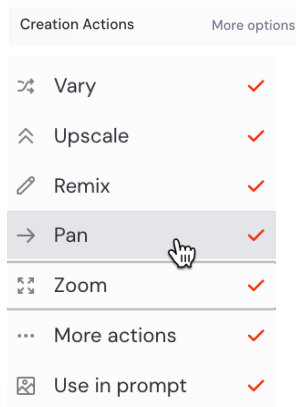 Creation Actions More options
Vary
Upscale
Remix
Pan
Zoom
More actions
Use in prompt